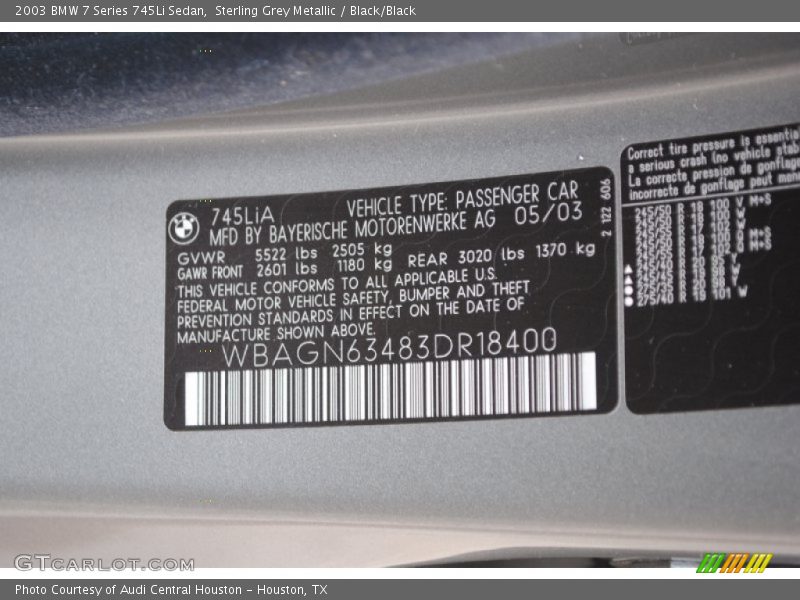 2003 BMW 7 Series 745Li Sedan,  Sterling Grey Metallic / Black/Black
745LiA VEHICLE TYPE: PASSENGER CAR
MFD BY BAYERISCHE MOTORENWERKE AG 05/03
GVWR 5522 lbs 2505 kg
GAWR FRONT 2601 lbs 1180 kg REAR 3020 lbs 1370 kg
THIS VEHICLE CONFORMS TO ALL APPLICABLE U.S.
FEDERAL MOTOR VEHICLE SAFETY, BUMPER AND THEFT
PREVENTION STANDARDS IN EFFECT ON THE DATE OF
MANUFACTURE SHOWN ABOVE.
WBAGN63483DR18400
2 122 606
Correct tire pressure is essential
a serious crash (no vehicle
La correcte pression de gonflage
incorrecte de gonflage peut
GTcarlot.com
Photo Courtesy of Audi Central Houston - Houston, TX